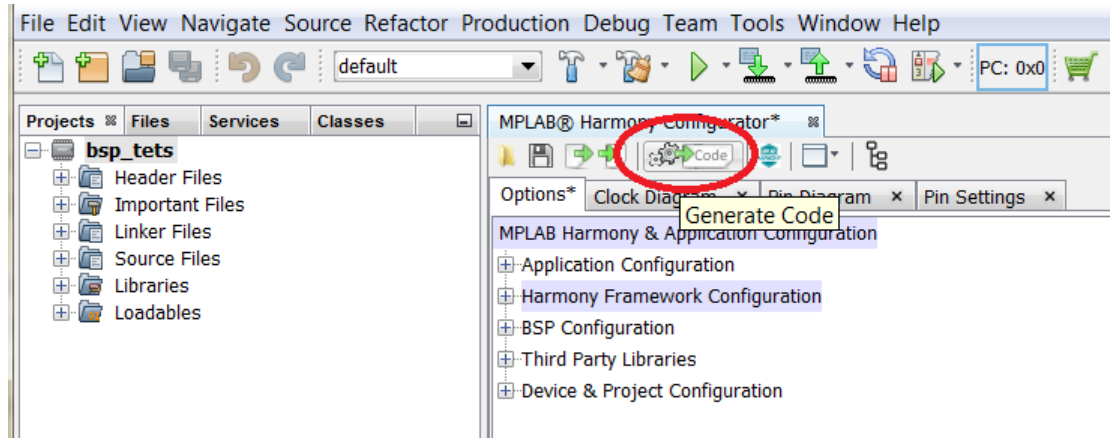 File Edit View Navigate Source Refactor Production Debug Team Tools Window Help
default PC: 0x0
Projects Files Services Classes
MPLAB® Harmony Configurator*
bsp_tets
Header Files
Important Files
Linker Files
Source Files
Libraries
Loadables
Code
Options* Clock Diagram × Pin Diagram × Pin Settings ×
Generate Code
MPLAB Harmony & Application Configuration
Application Configuration
Harmony Framework Configuration
BSP Configuration
Third Party Libraries
Device & Project Configuration